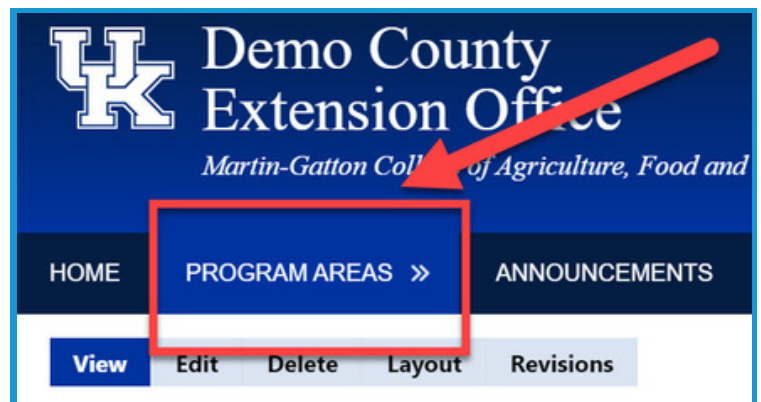 UK Demo County
Extension Office
Martin-Gatton College of Agriculture, Food and
HOME PROGRAM AREAS » ANNOUNCEMENTS
View Edit Delete Layout Revisions